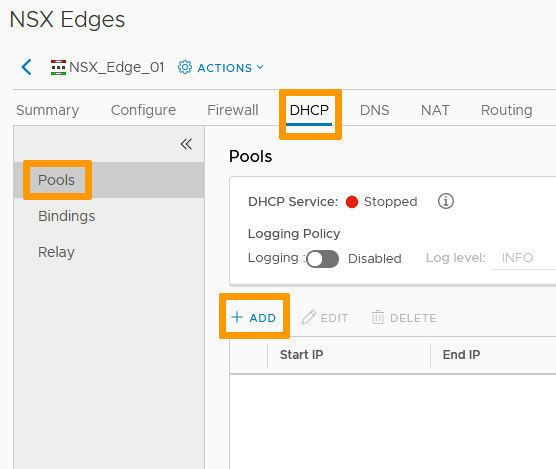 NSX Edges
NSX_Edge_01 ACTIONS
Summary Configure Firewall DHCP DNS NAT Routing
Pools
Bindings
Relay
Pools
DHCP Service: Stopped
Logging Policy
Logging : Disabled Log level: INFO
+ ADD EDIT DELETE
Start IP End IP